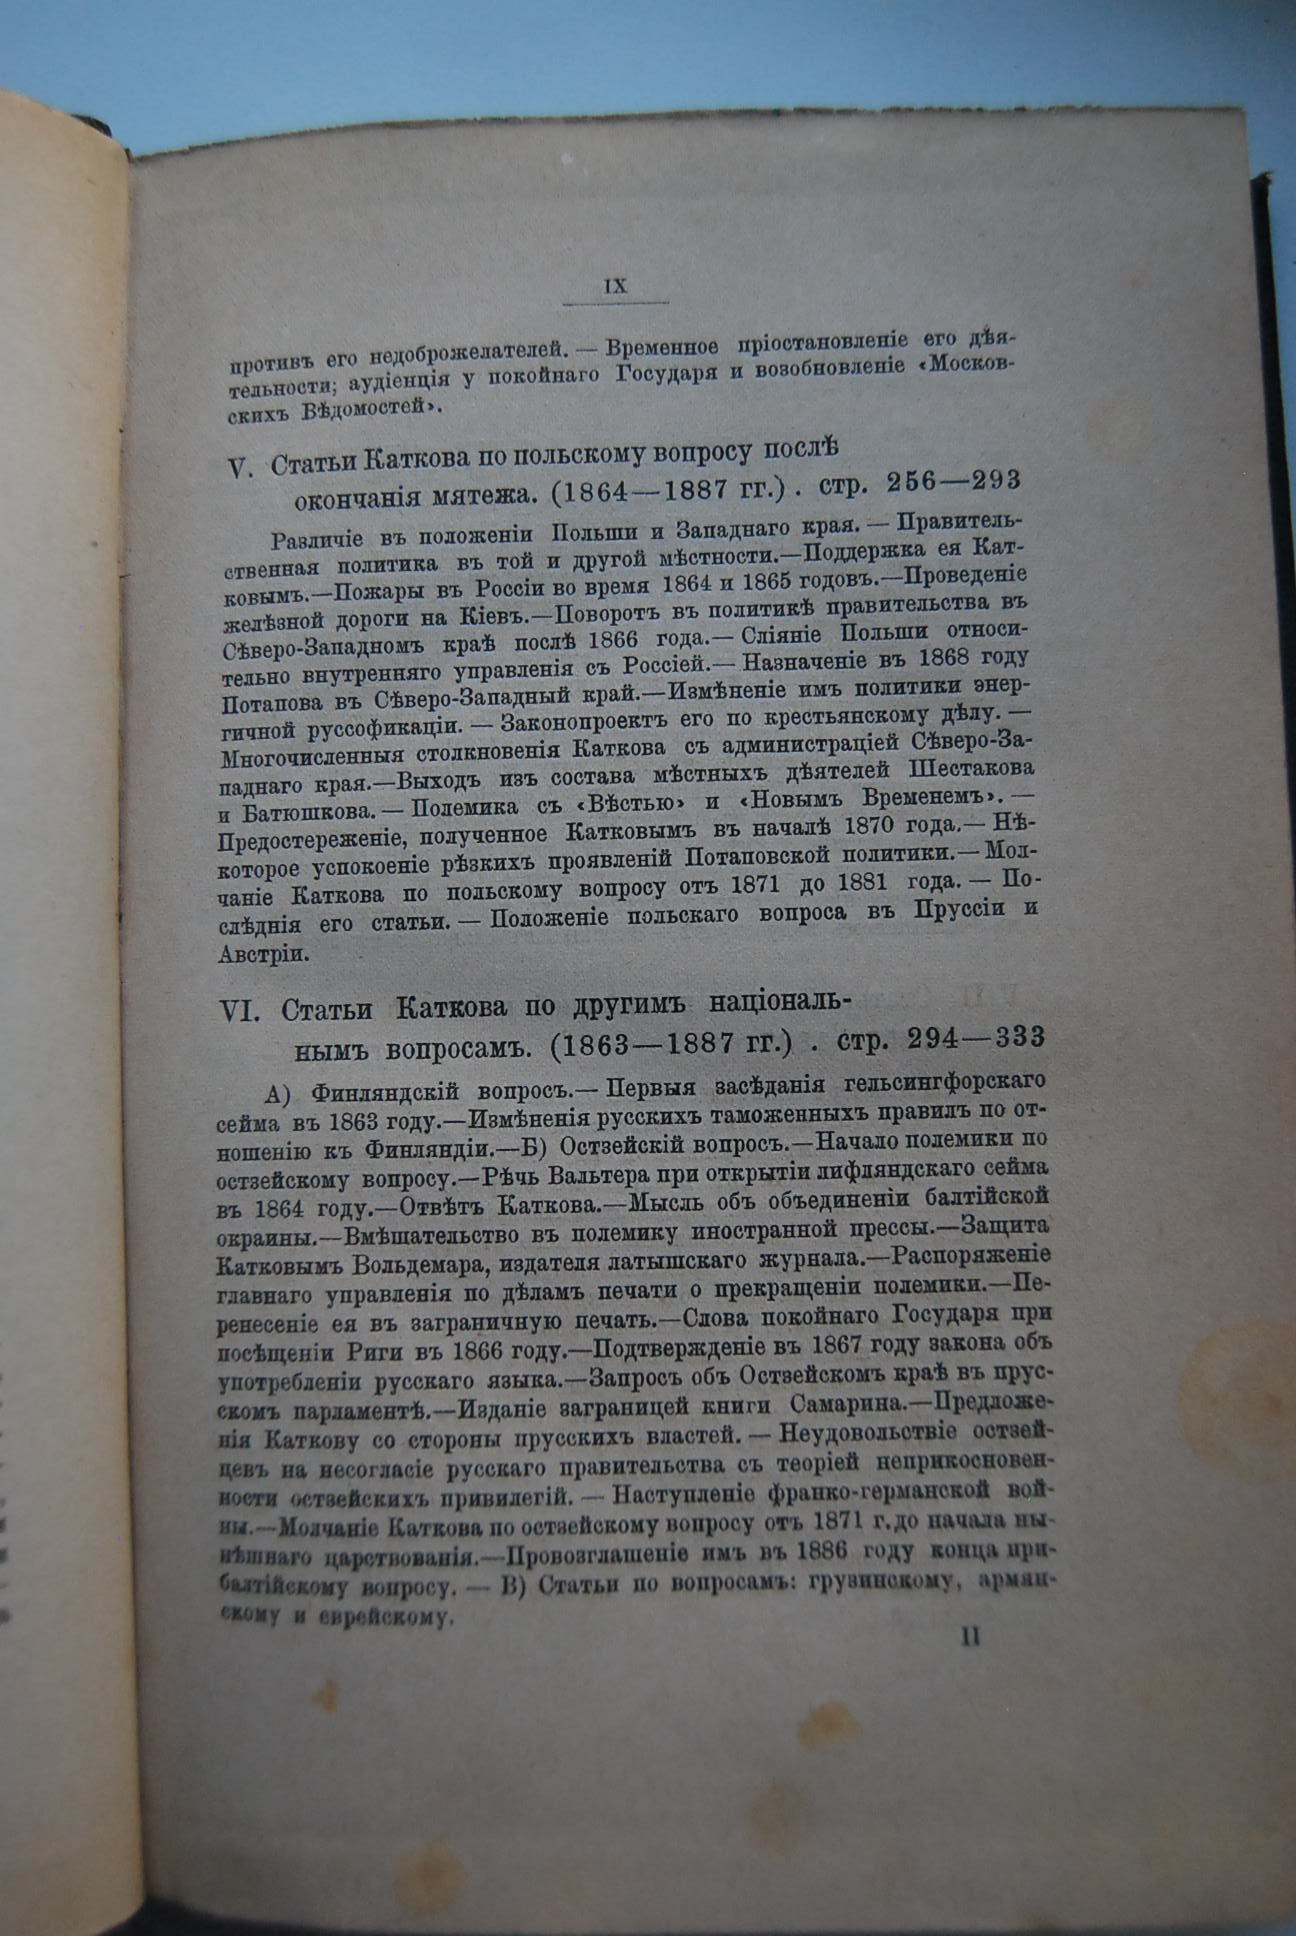 IX
противъ его недоброжелателей. — Временное пріостановленіе его дѣя-
тельности; аудіенція у покойнаго Государя и возобновленіе «Москов-
скихъ Вѣдомостей».
V. Статьи Каткова по польскому вопросу послѣ
окончанія мятежа. (1864—1887 гг.) . стр. 256—293
Различіе въ положеніи Польши и Западнаго края. — Правитель-
ственная политика въ той и другой мѣстности.—Поддержка ея Кат-
ковымъ.—Пожары въ Россіи во время 1864 и 1865 годовъ.—Проведеніе
желѣзной дороги на Кіевъ.—Поворотъ въ политикѣ правительства въ
Сѣверо-Западномъ краѣ послѣ 1866 года.— Сліяніе Польши относи-
тельно внутренняго управленія съ Россіей.— Назначеніе въ 1868 году
Потапова въ Сѣверо-Западный край.—Измѣненіе имъ политики энер-
гичной руссофикаціи. — Законопроектъ его по крестьянскому дѣлу. —
Многочисленныя столкновенія Каткова съ администраціей Сѣверо-За-
паднаго края.—Выходъ изъ состава мѣстныхъ дѣятелей Шестакова
и Батюшкова. — Полемика съ «Вѣстью» и «Новымъ Временемъ». —
Предостереженіе, полученное Катковымъ въ началѣ 1870 года.— Нѣ-
которое успокоеніе рѣзкихъ проявленій Потаповской политики.— Мол-
чаніе Каткова по польскому вопросу отъ 1871 до 1881 года. — По-
слѣднія его статьи. — Положеніе польскаго вопроса въ Пруссіи и
Австріи.
VI. Статьи Каткова по другимъ національ-
нымъ вопросамъ. (1863—1887 гг.) . стр. 294—333
А) Финляндскій вопросъ.— Первыя засѣданія гельсингфорскаго
сейма въ 1863 году.—Измѣненія русскихъ таможенныхъ правилъ по от-
ношенію къ Финляндіи.—Б) Остзейскій вопросъ.—Начало полемики по
остзейскому вопросу.—Рѣчь Вальтера при открытіи лифляндскаго сейма
въ 1864 году.—Отвѣтъ Каткова.—Мысль объ объединеніи балтійской
окраины.—Вмѣшательство въ полемику иностранной прессы.—Защита
Катковымъ Вольдемара, издателя латышскаго журнала.—Распоряженіе
главнаго управленія по дѣламъ печати о прекращеніи полемики.—Пе-
ренесеніе ея въ заграничную печать.—Слова покойнаго Государя при
посѣщеніи Риги въ 1866 году.—Подтвержденіе въ 1867 году закона объ
употребленіи русскаго языка.—Запросъ объ Остзейскомъ краѣ въ прус-
скомъ парламентѣ.—Изданіе заграницей книги Самарина.—Предложе-
нія Каткову со стороны прусскихъ властей. — Неудовольствіе остзей-
цевъ на несогласіе русскаго правительства съ теоріей неприкосновен-
ности остзейскихъ привилегій. — Наступленіе франко-германской вой-
ны.—Молчаніе Каткова по остзейскому вопросу отъ 1871 г. до начала ны-
нѣшняго царствованія.—Провозглашеніе имъ въ 1886 году конца при-
балтійскому вопросу. — В) Статьи по вопросамъ: грузинскому, армян-
скому и еврейскому.
II